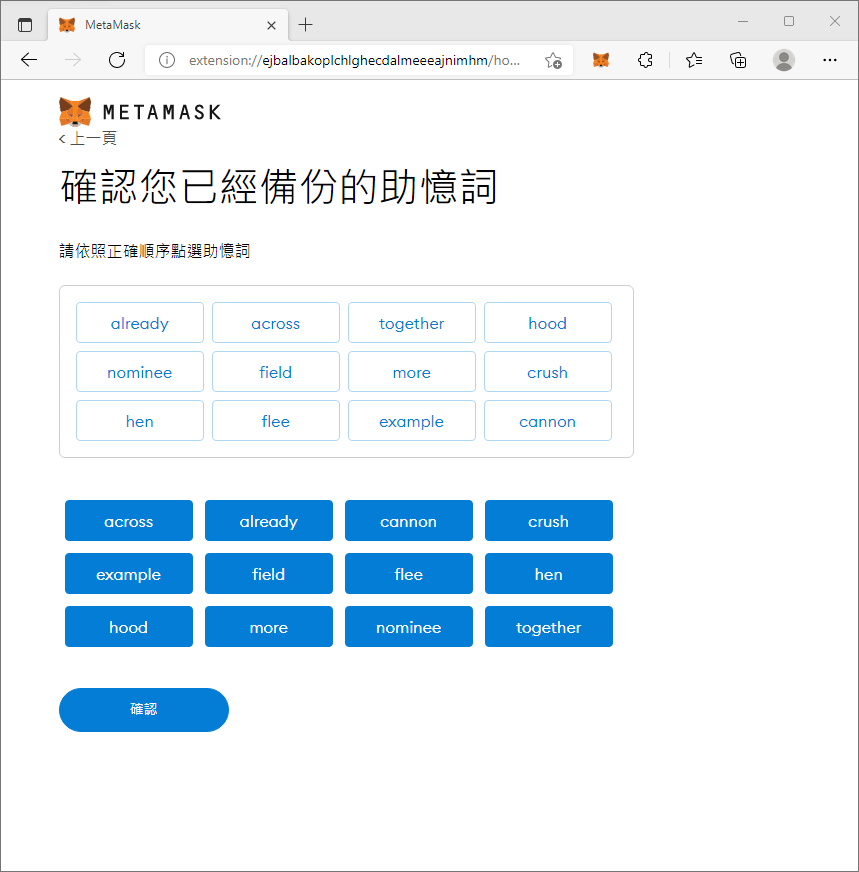 MetaMask
extension://ejbalbakoplchlghecdalmeeeajnimhm/ho...
METAMASK
< 上一頁
確認您已經備份的助憶詞
請依照正確順序點選助憶詞
already across together hood
nominee field more crush
hen flee example cannon
across already cannon crush
example field flee hen
hood more nominee together
確認